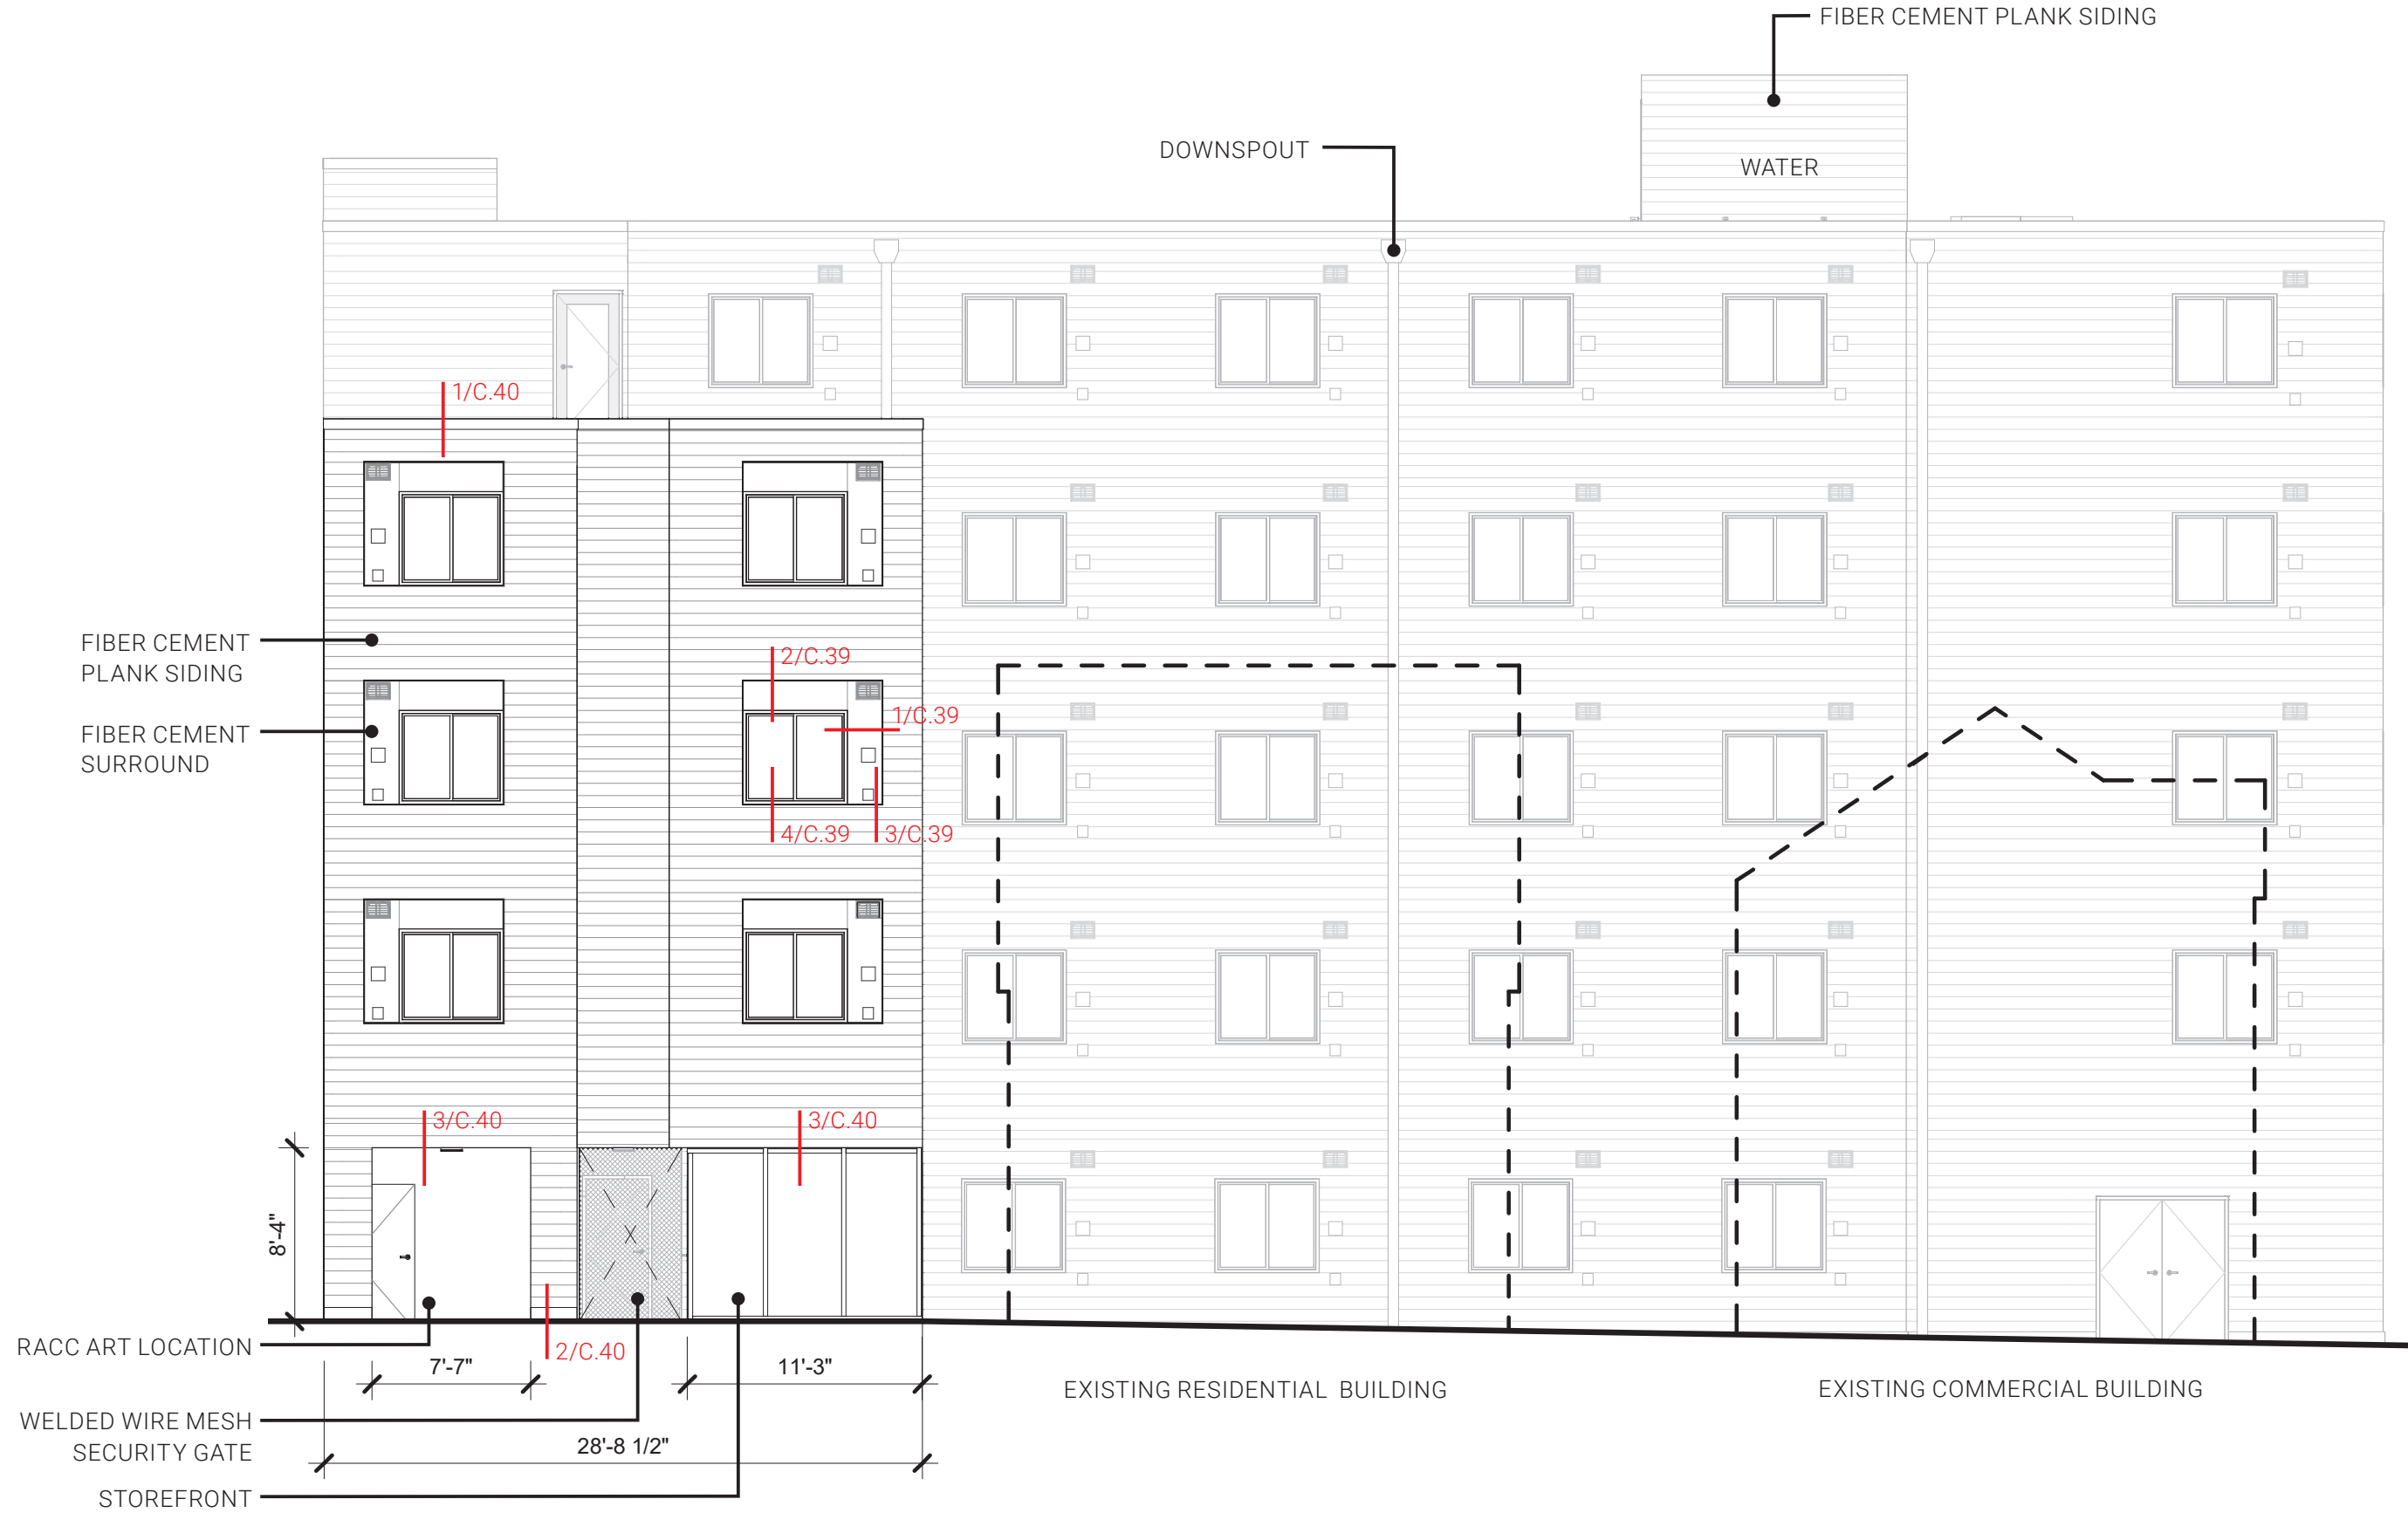 FIBER CEMENT PLANK SIDING
DOWNSPOUT
WATER
1/C.40
FIBER CEMENT
PLANK SIDING
2/C.39
1/C.39
FIBER CEMENT
SURROUND
4/C.39
3/C.39
3/C.40
3/C.40
8'-4"
RACC ART LOCATION
2/C.40
7'-7"
11'-3"
EXISTING RESIDENTIAL BUILDING
EXISTING COMMERCIAL BUILDING
WELDED WIRE MESH
SECURITY GATE
28'-8 1/2"
STOREFRONT